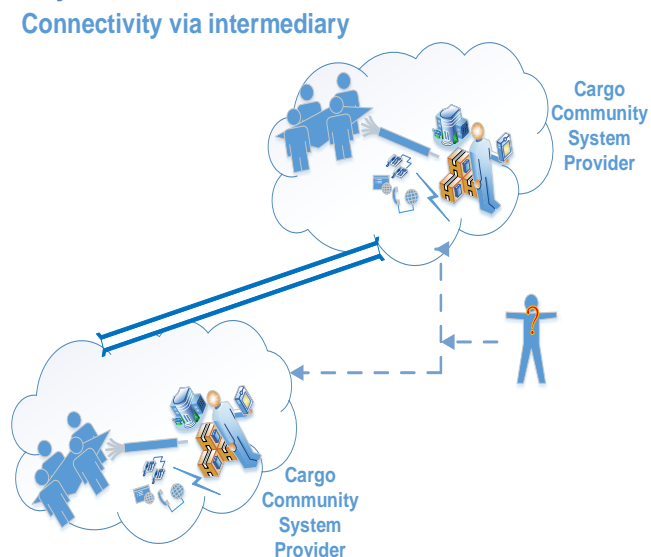 Connectivity via intermediary
Cargo
Community
System
Provider
?
Cargo
Community
System
Provider